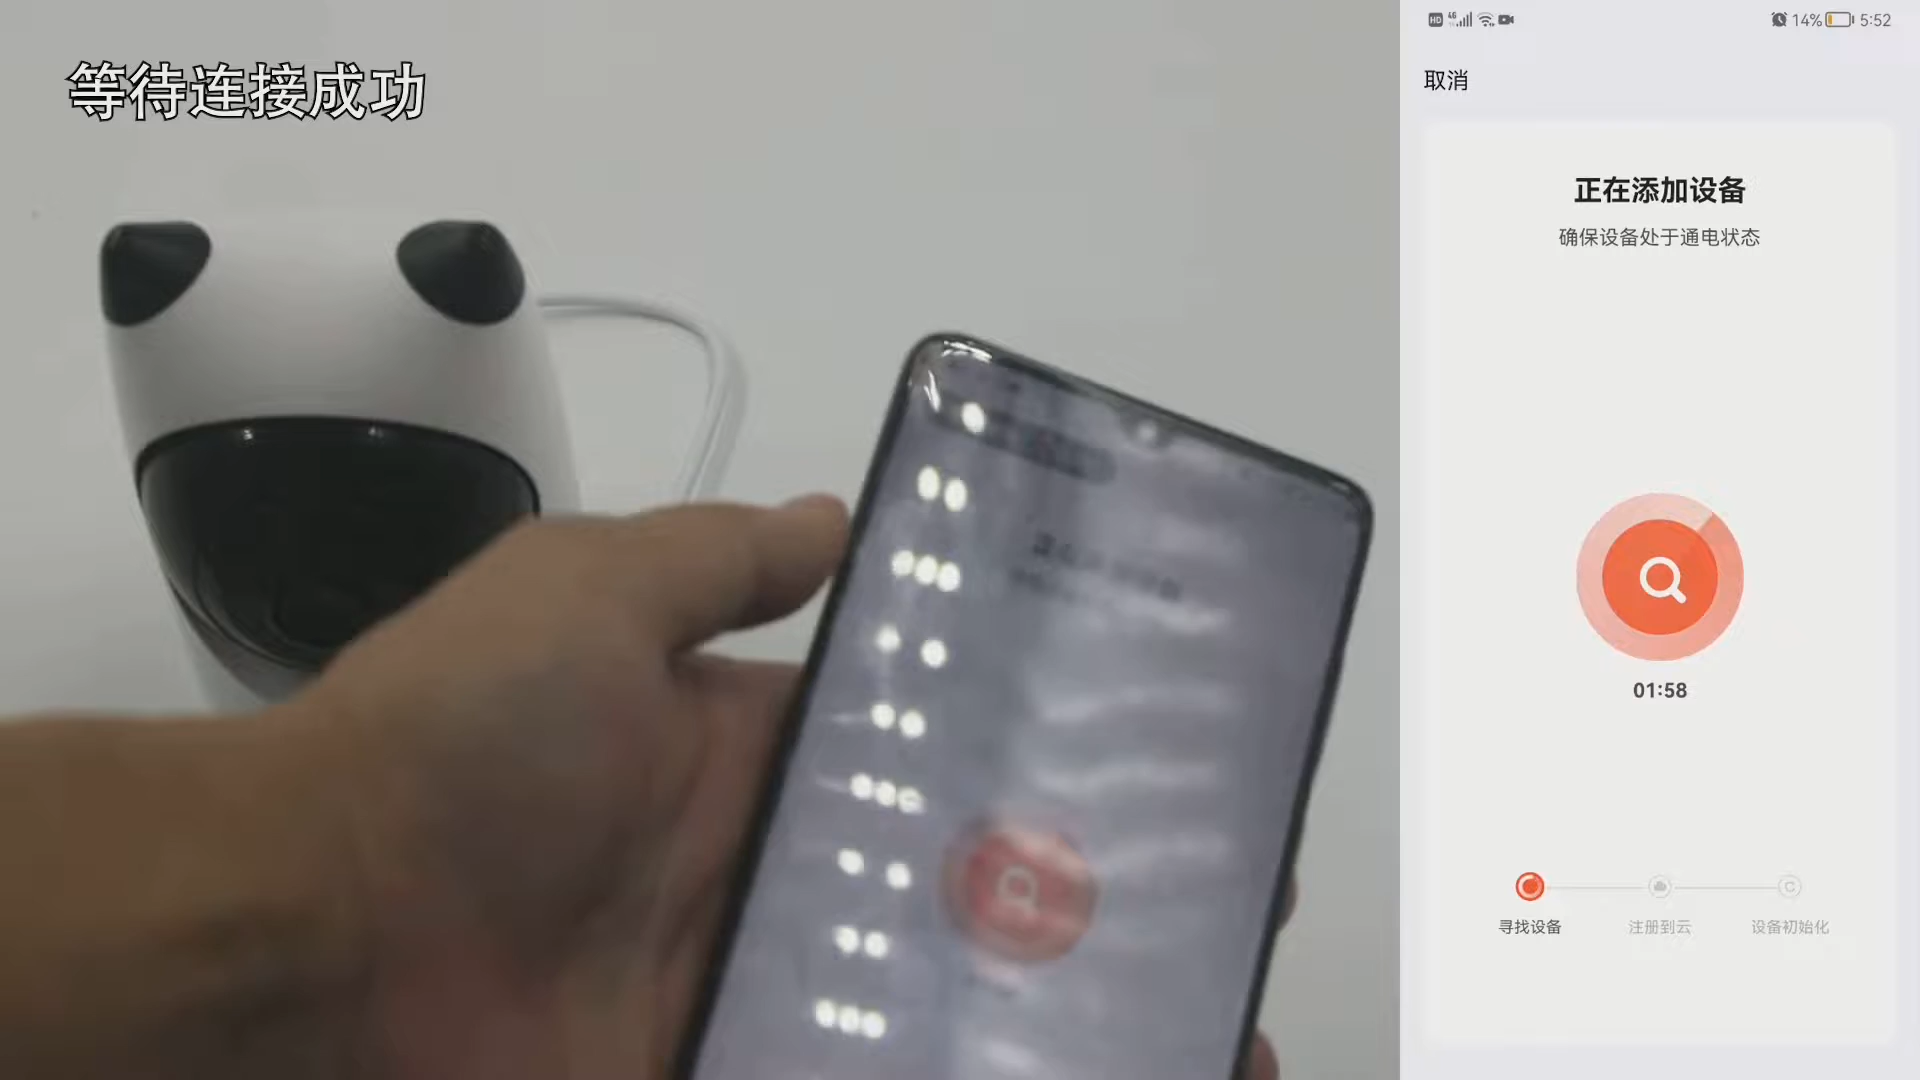 等待连接成功
HD 4G 14% 5:52
取消
正在添加设备
确保设备处于通电状态
01:58
寻找设备 注册到云 设备初始化